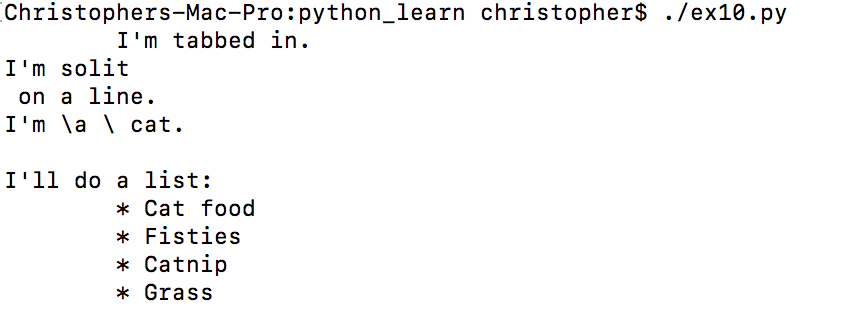 Christophers-Mac-Pro:python_learn christopher$ ./ex10.py
I'm tabbed in.
I'm solit
on a line.
I'm \a \ cat.
I'll do a list:
* Cat food
* Fisties
* Catnip
* Grass